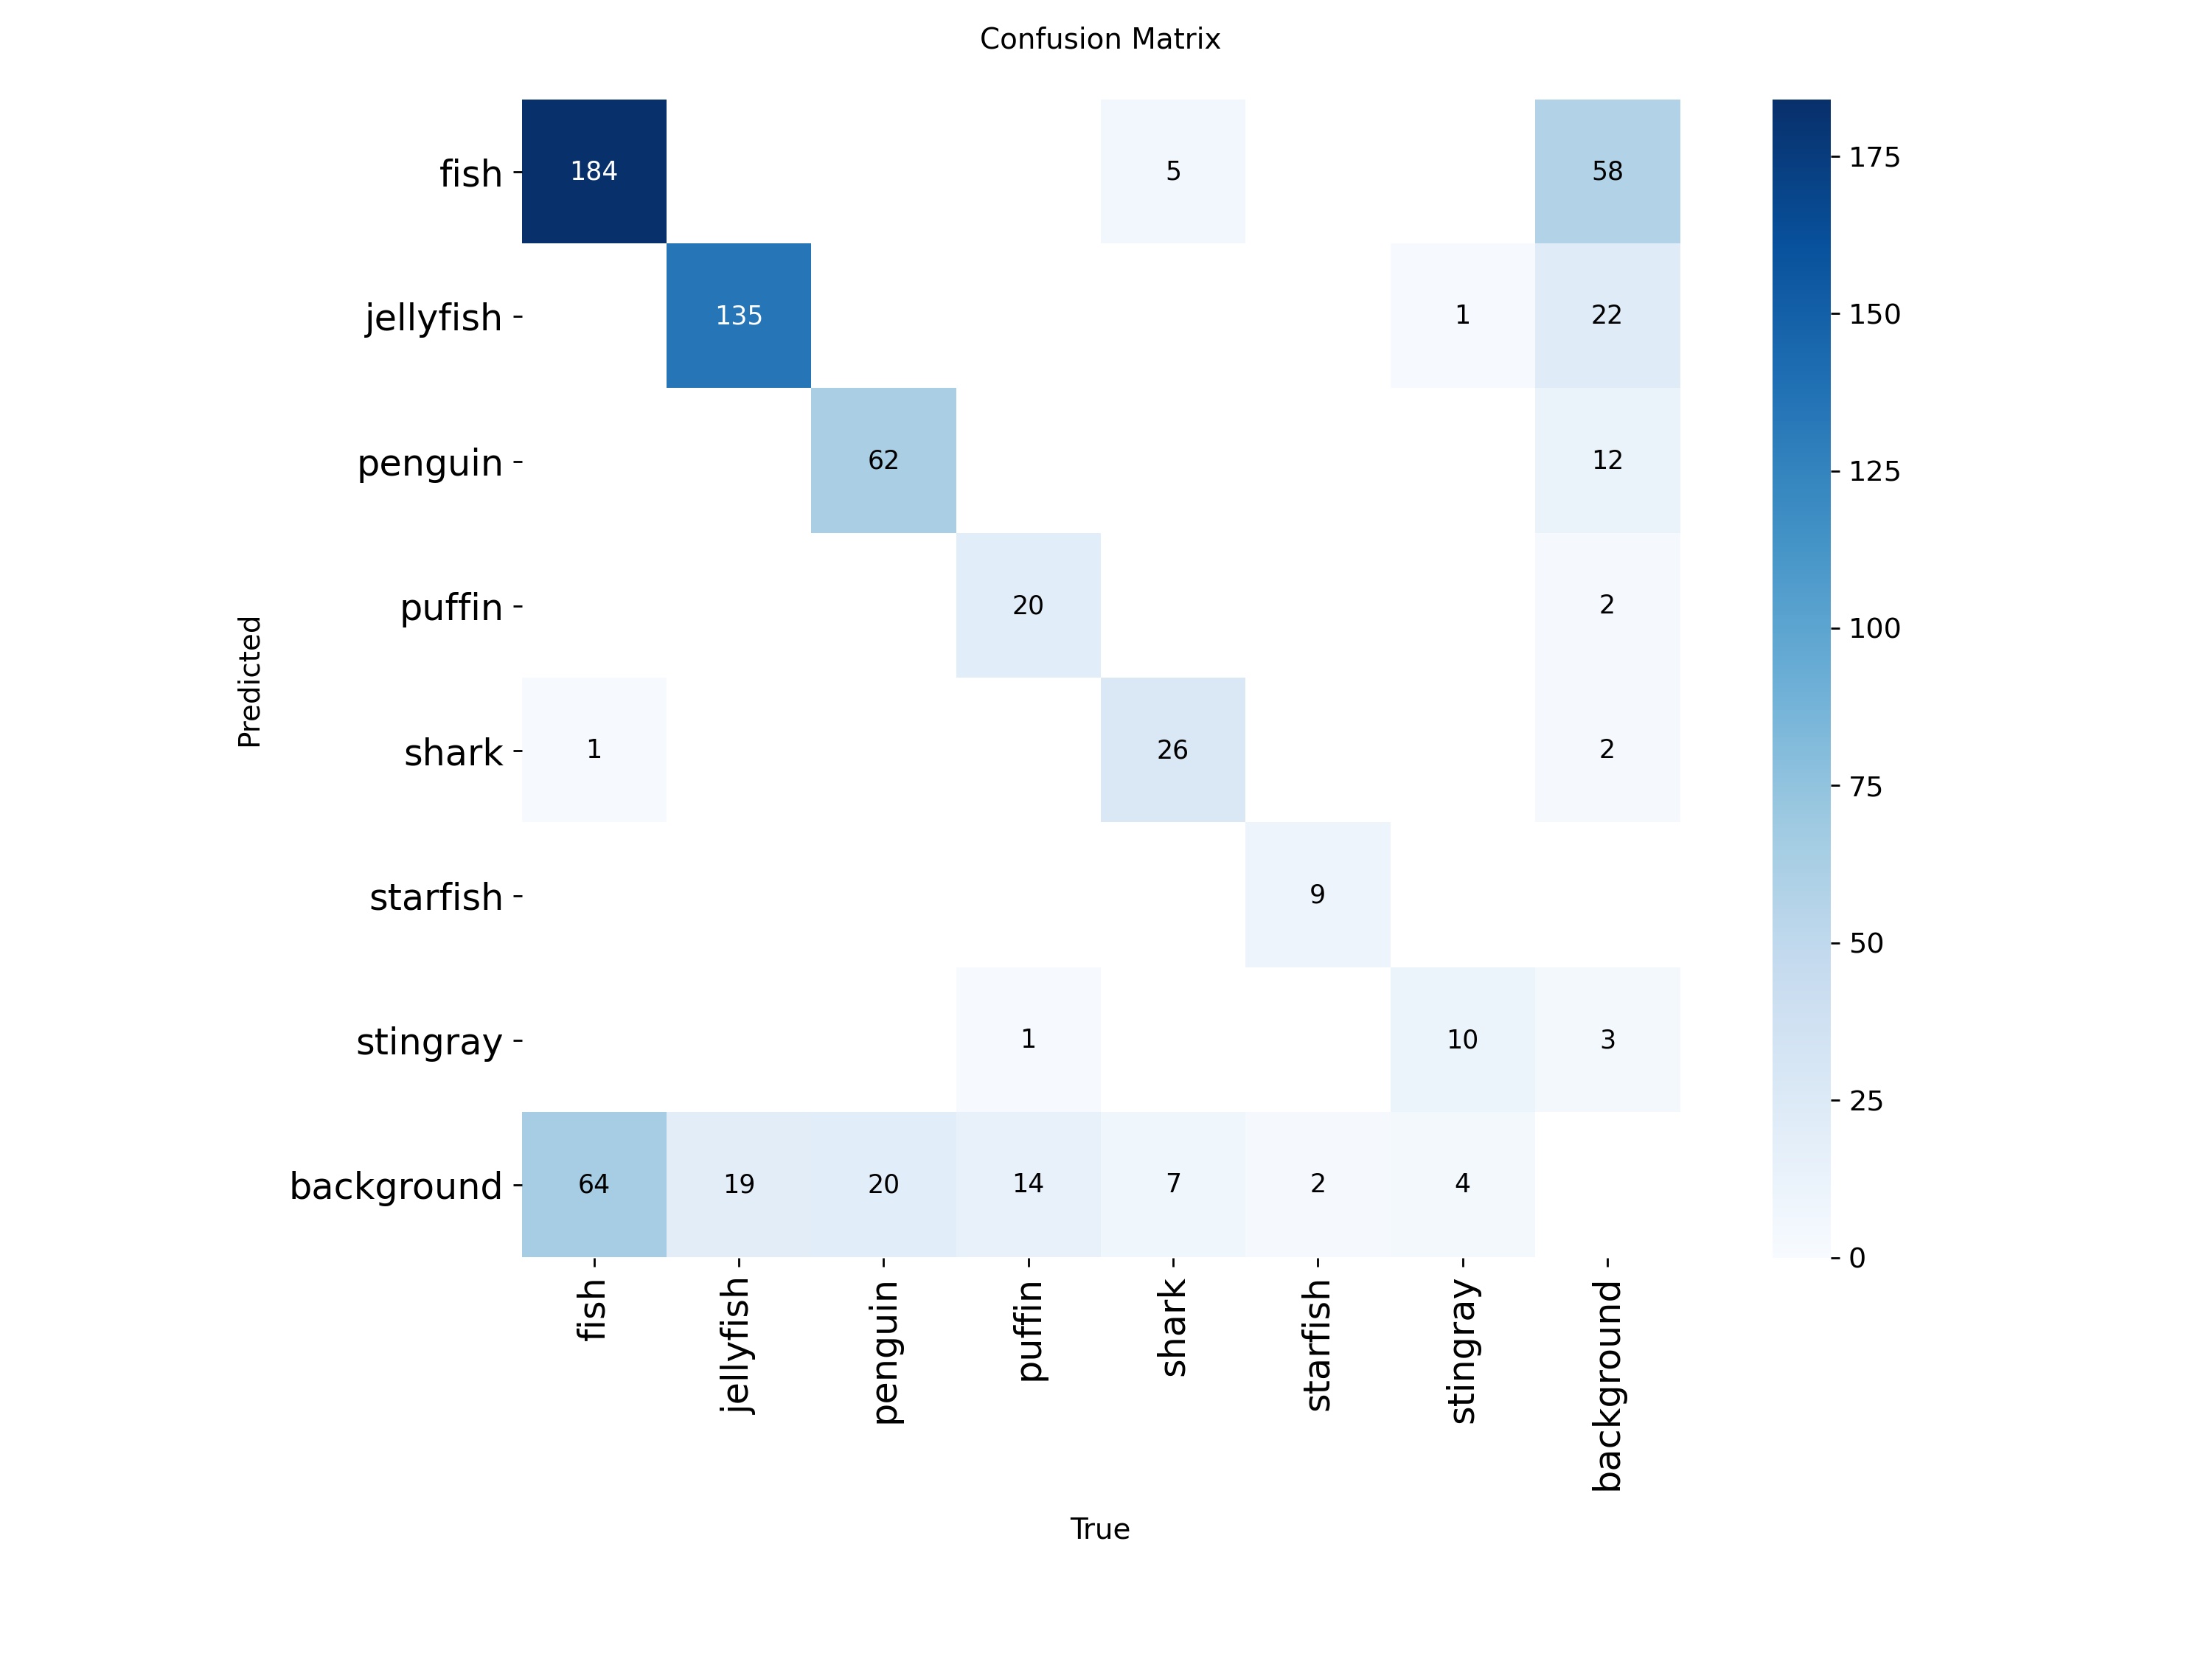 Confusion Matrix
fish 184 5 58
jellyfish 135 1 22
penguin 62 12
puffin 20 2
shark 1 26 2
starfish 9
stingray 1 10 3
background 64 19 20 14 7 2 4
fish jellyfish penguin puffin shark starfish stingray background
True
Predicted
175
150
125
100
75
50
25
0